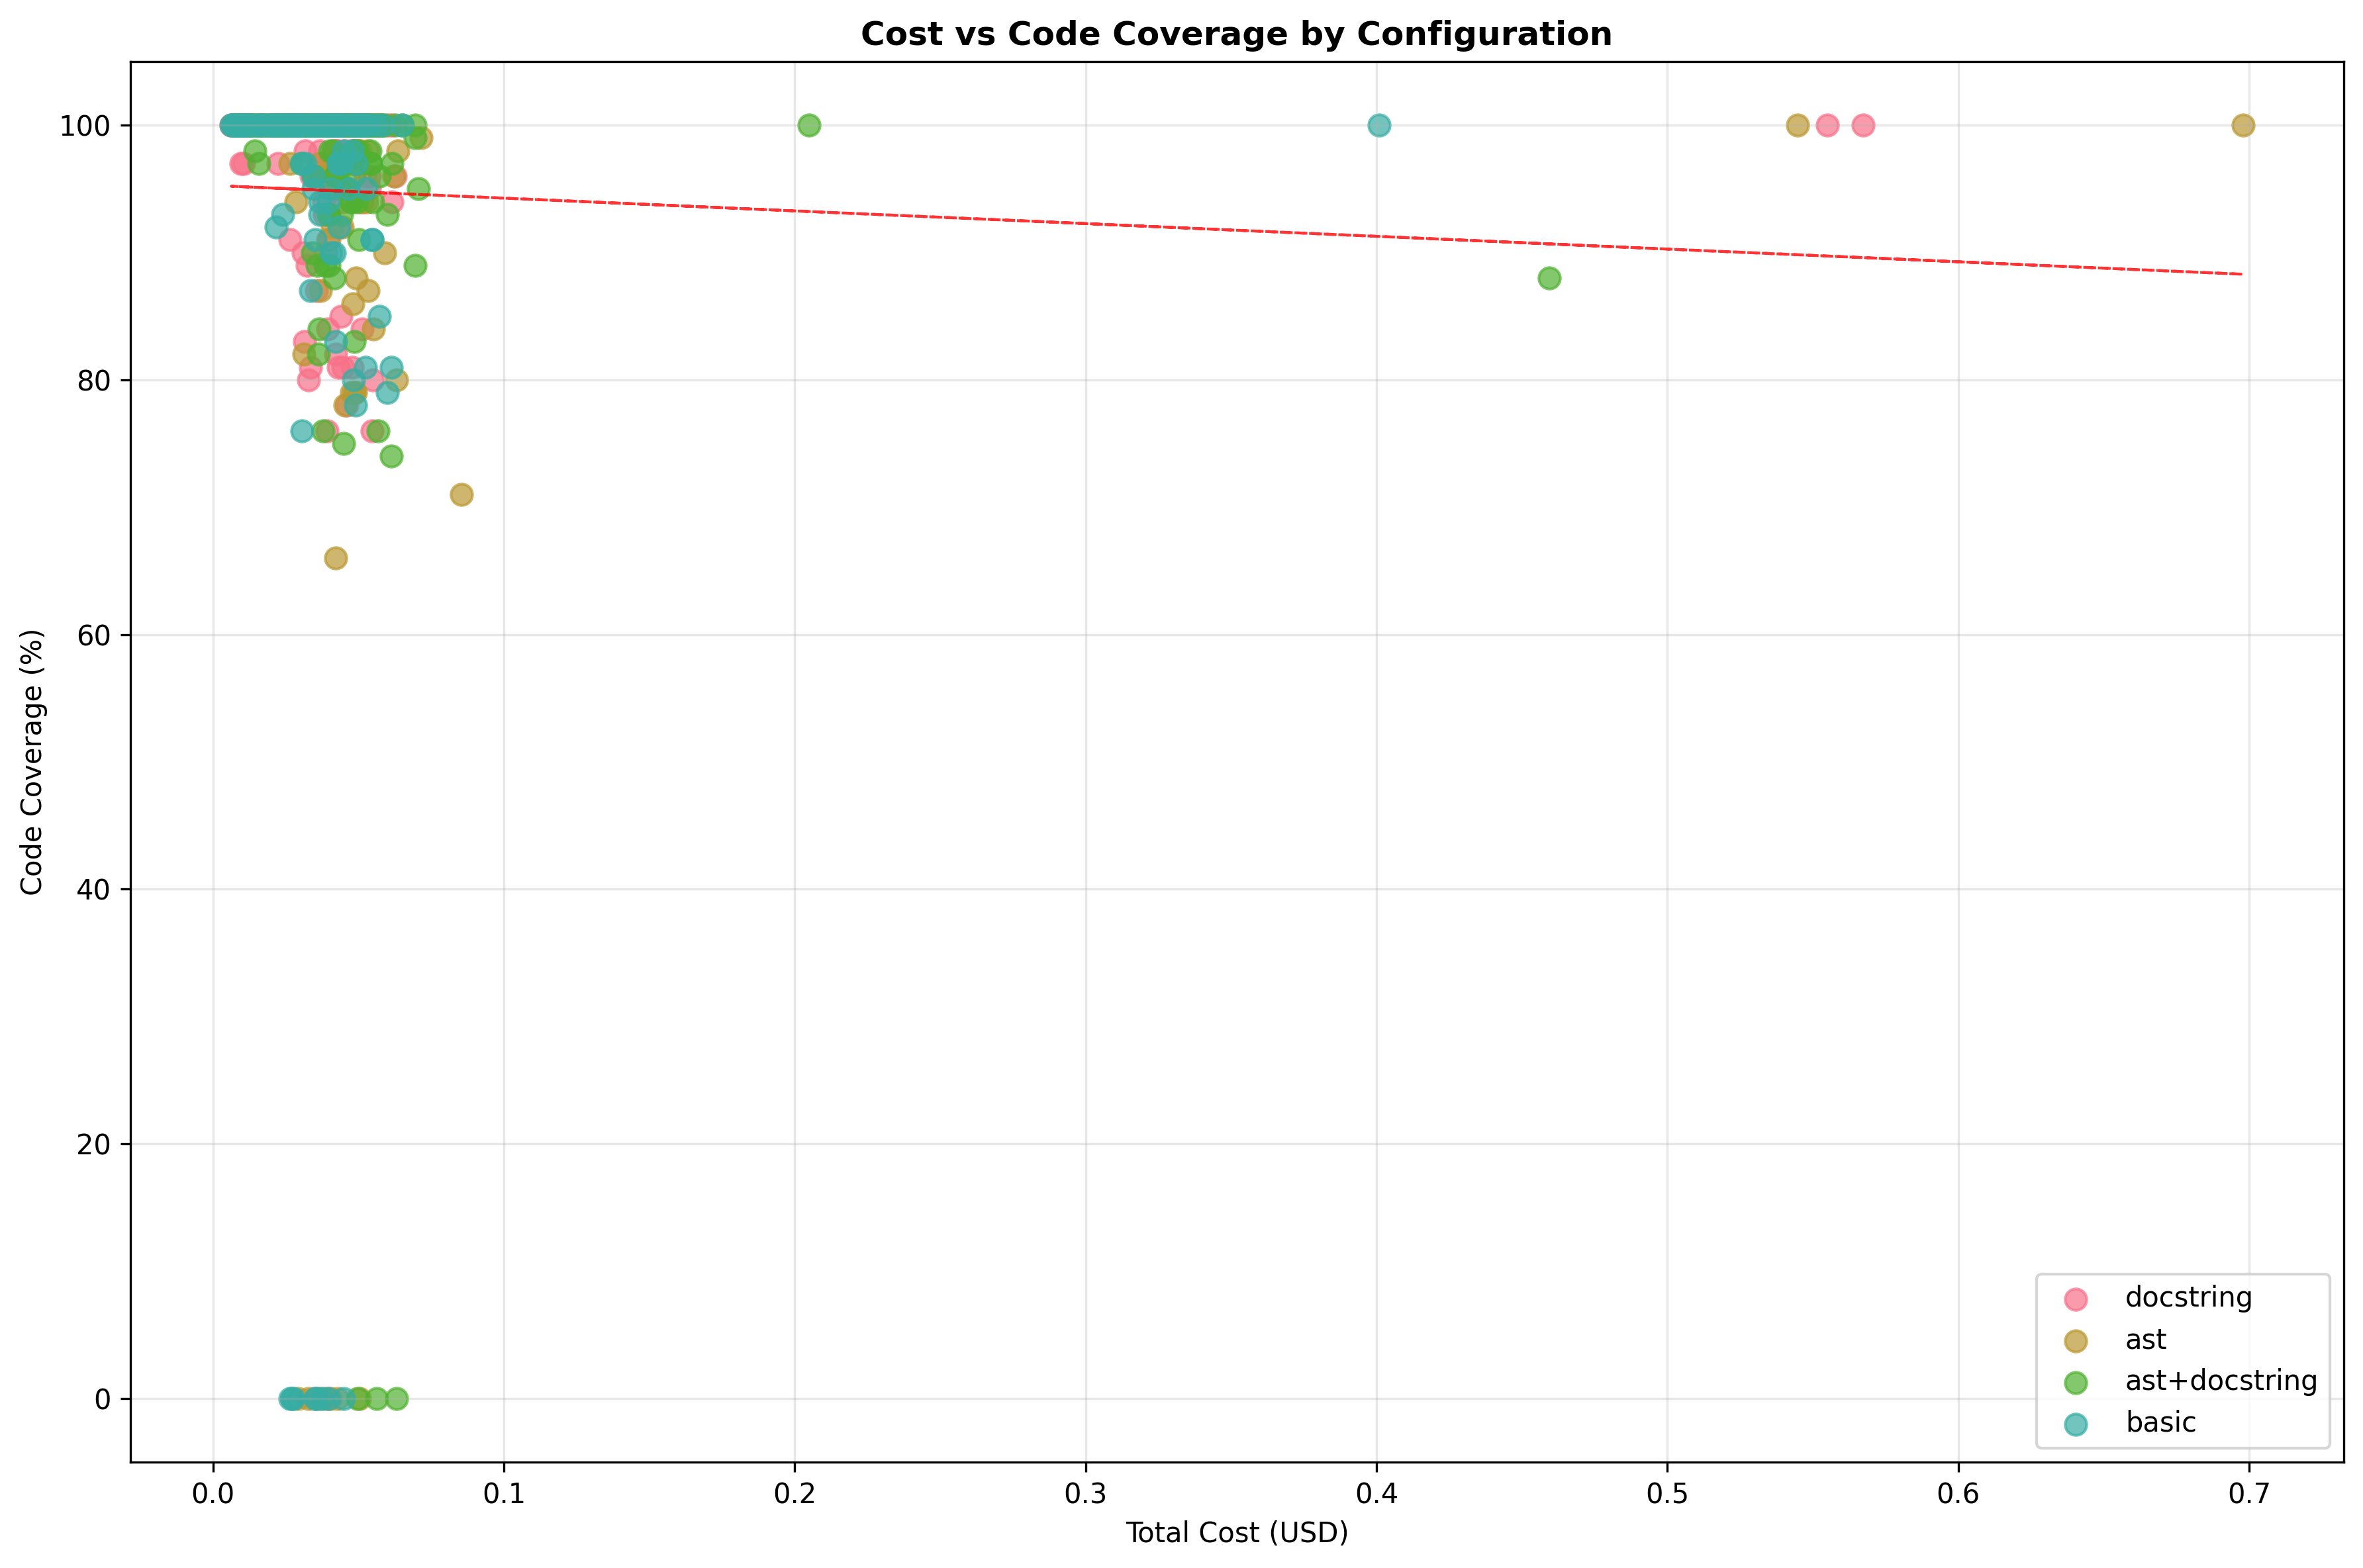 Cost vs Code Coverage by Configuration
Code Coverage (%)
100
80
60
40
20
0
0.0 0.1 0.2 0.3 0.4 0.5 0.6 0.7
Total Cost (USD)
docstring
ast
ast+docstring
basic